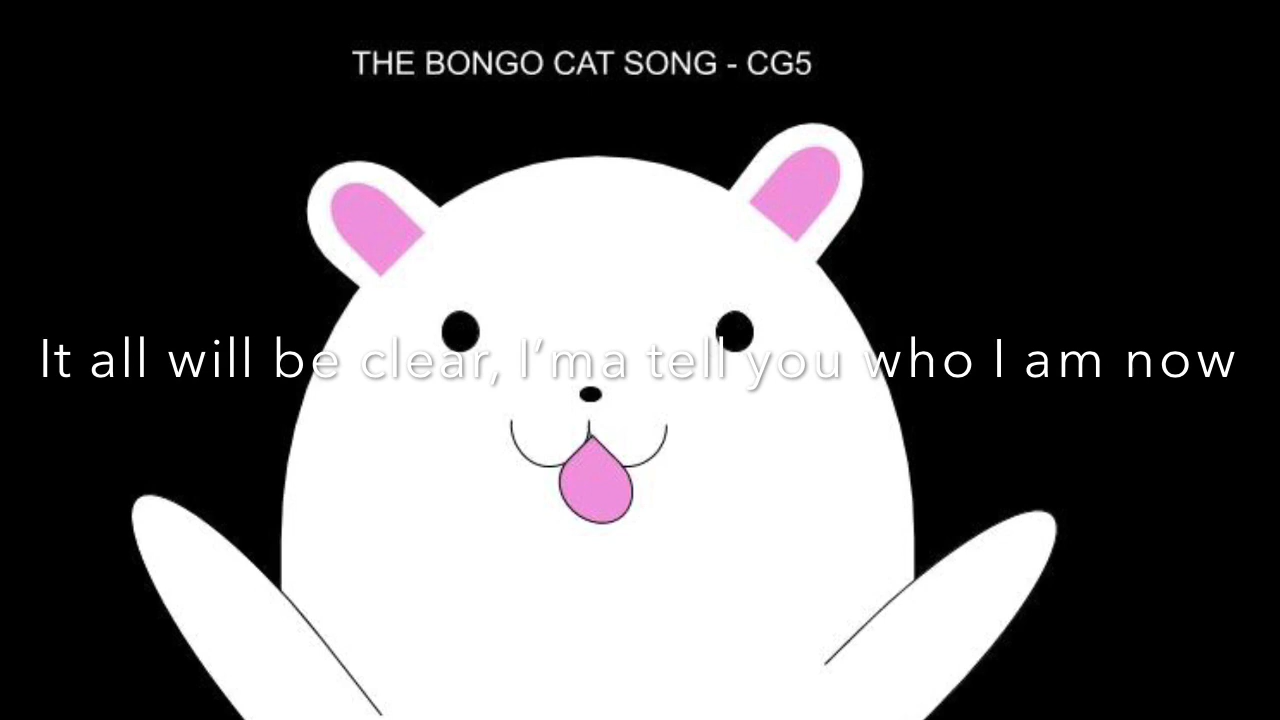 THE BONGO CAT SONG - CG5
It all will be clear, I’ma tell you who I am now